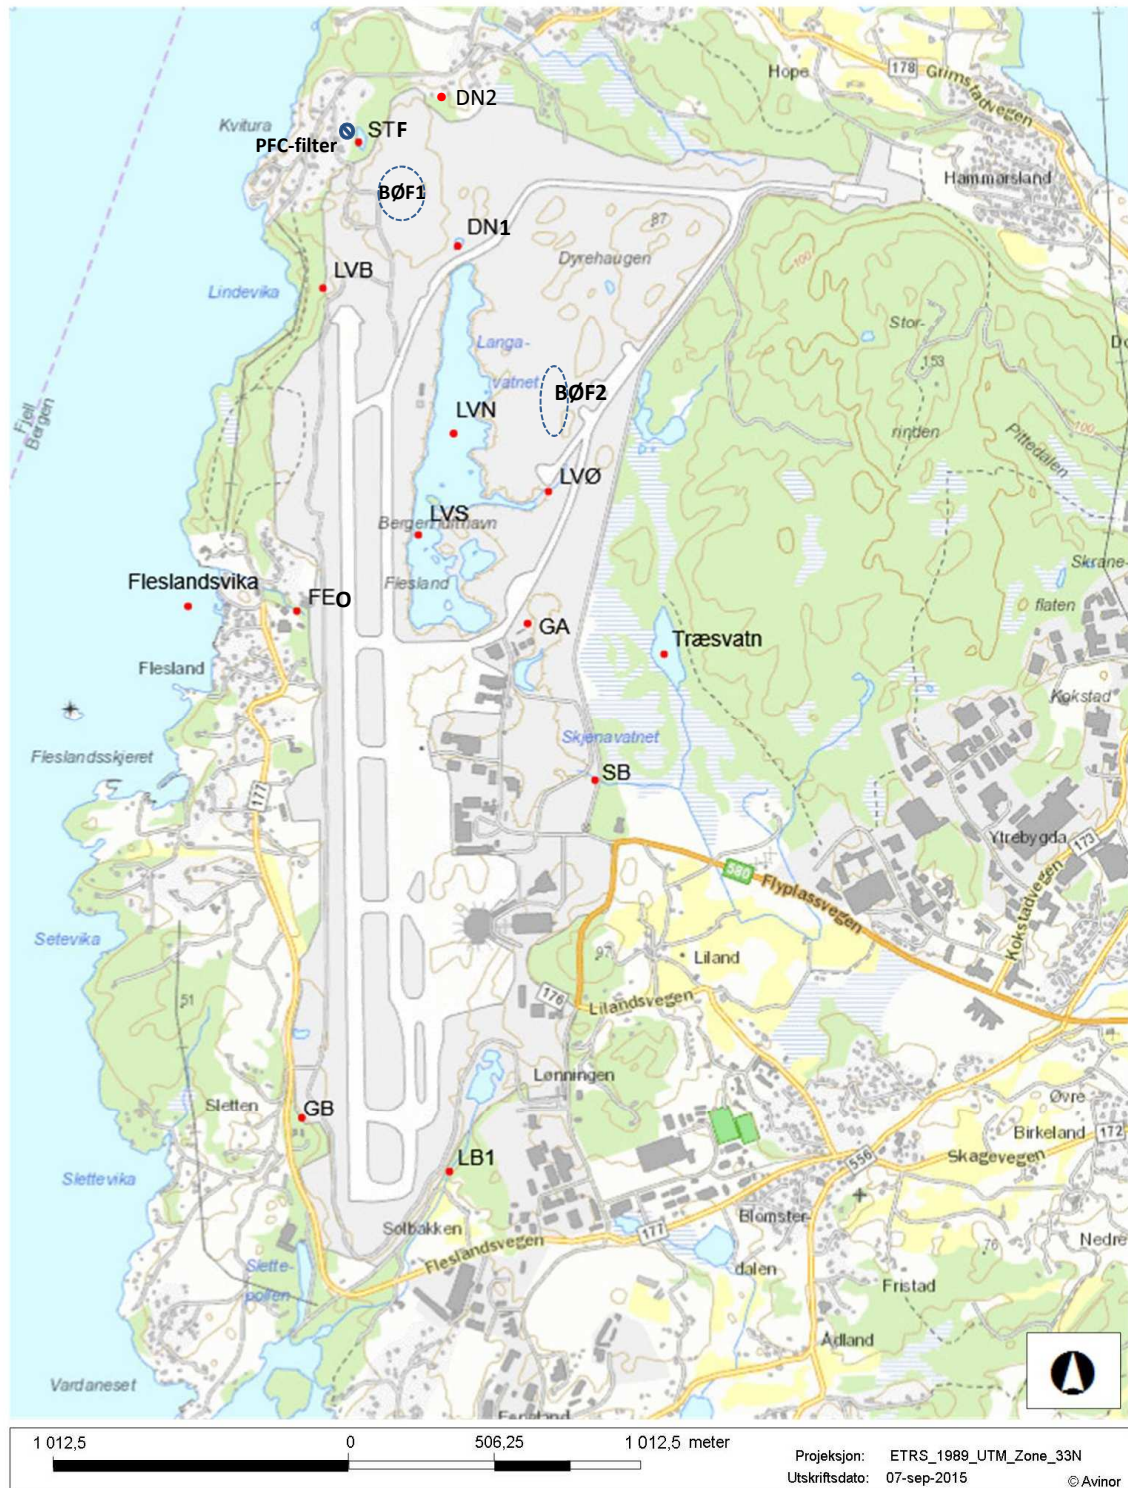 Hope
178
Grimstadvegen
DN2
Kvitura
STF
PFC-filter
Hammarsland
BØF1
87
DN1
Dyrehaugen
100
LVB
Lindevika
Stor-
Langa-
vatnet
153
BØF2
Fjell
Bergen
LVN
rinden
100
Pittedalen
LVØ
LVS
Bergen lufthavn
Flesland
Skrane-
flaten
Fleslandsvika
FEO
GA
Træsvatn
Flesland
Kokstad
Skjenavatnet
Fleslandsskjeret
SB
177
Ytrebygda
173
580
Flyplassvegen
Kokstadvegen
Setevika
97
Liland
51
176
Lilandsvegen
Lønningen
Sletten
GB
Øvre
Birkeland
172
Skagevegen
556
LB1
Slettevika
Solbakken
Blomster-
dalen
177
Fleslandsvegen
76
Nedre
Slette-
pollen
Fristad
Ådland
Vardaneset
1 012,5
0
506,25
1 012,5 meter
Projeksjon: ETRS_1989_UTM_Zone_33N
Utskriftsdato: 07-sep-2015
© Avinor